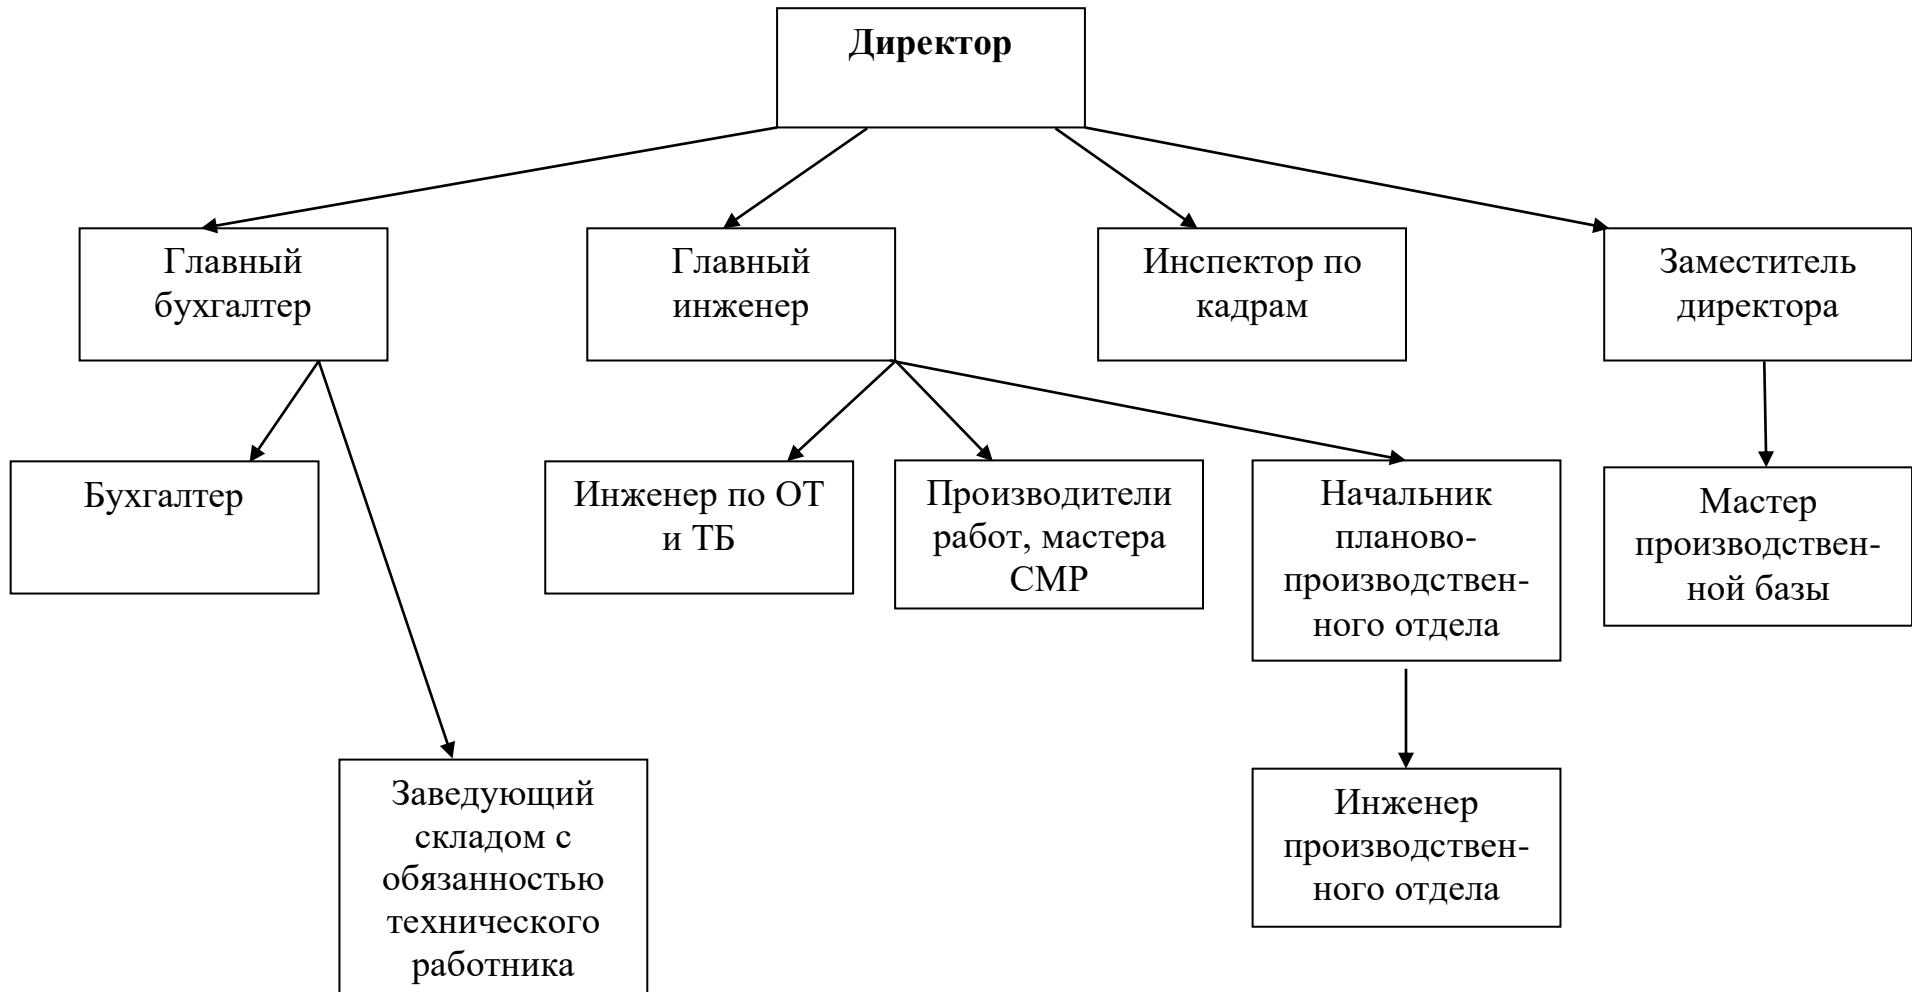 Директор
Главный
бухгалтер
Главный
инженер
Инспектор по
кадрам
Заместитель
директора
Бухгалтер
Инженер по ОТ
и ТБ
Производители
работ, мастера
СМР
Начальник
планово-
производствен-
ного отдела
Мастер
производствен-
ной базы
Заведующий
складом с
обязанностью
технического
работника
Инженер
производствен-
ного отдела